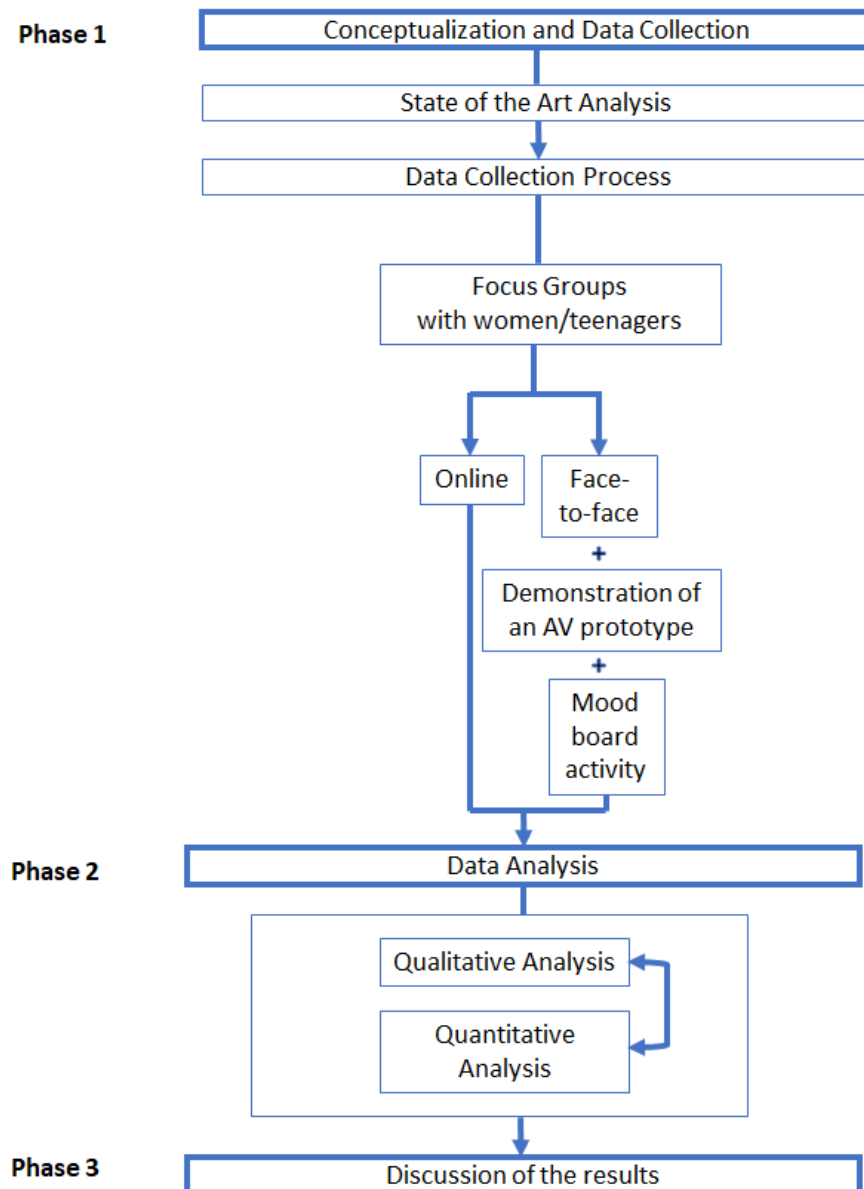 Phase 1
Conceptualization and Data Collection
State of the Art Analysis
Data Collection Process
Focus Groups
with women/teenagers
Online
Face-
to-face
+
Demonstration of
an AV prototype
+
Mood
board
activity
Phase 2
Data Analysis
Qualitative Analysis
Quantitative
Analysis
Phase 3
Discussion of the results